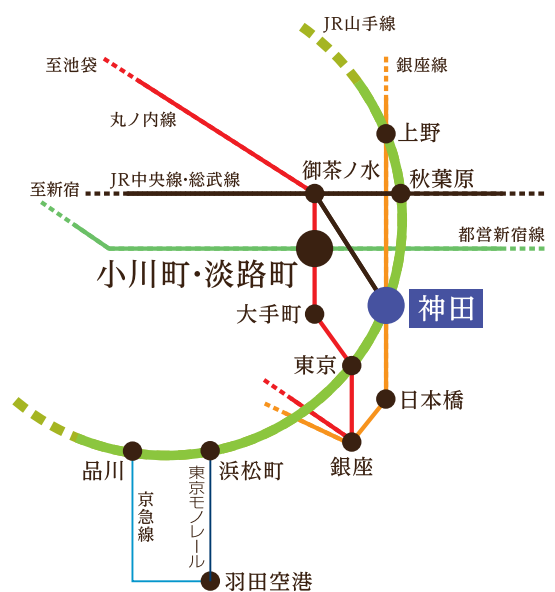 JR山手線
至池袋
銀座線
丸ノ内線
上野
御茶ノ水
秋葉原
JR中央線・総武線
至新宿
都営新宿線
小川町・淡路町
神田
大手町
東京
日本橋
銀座
品川
浜松町
東京モノレール
京急線
羽田空港